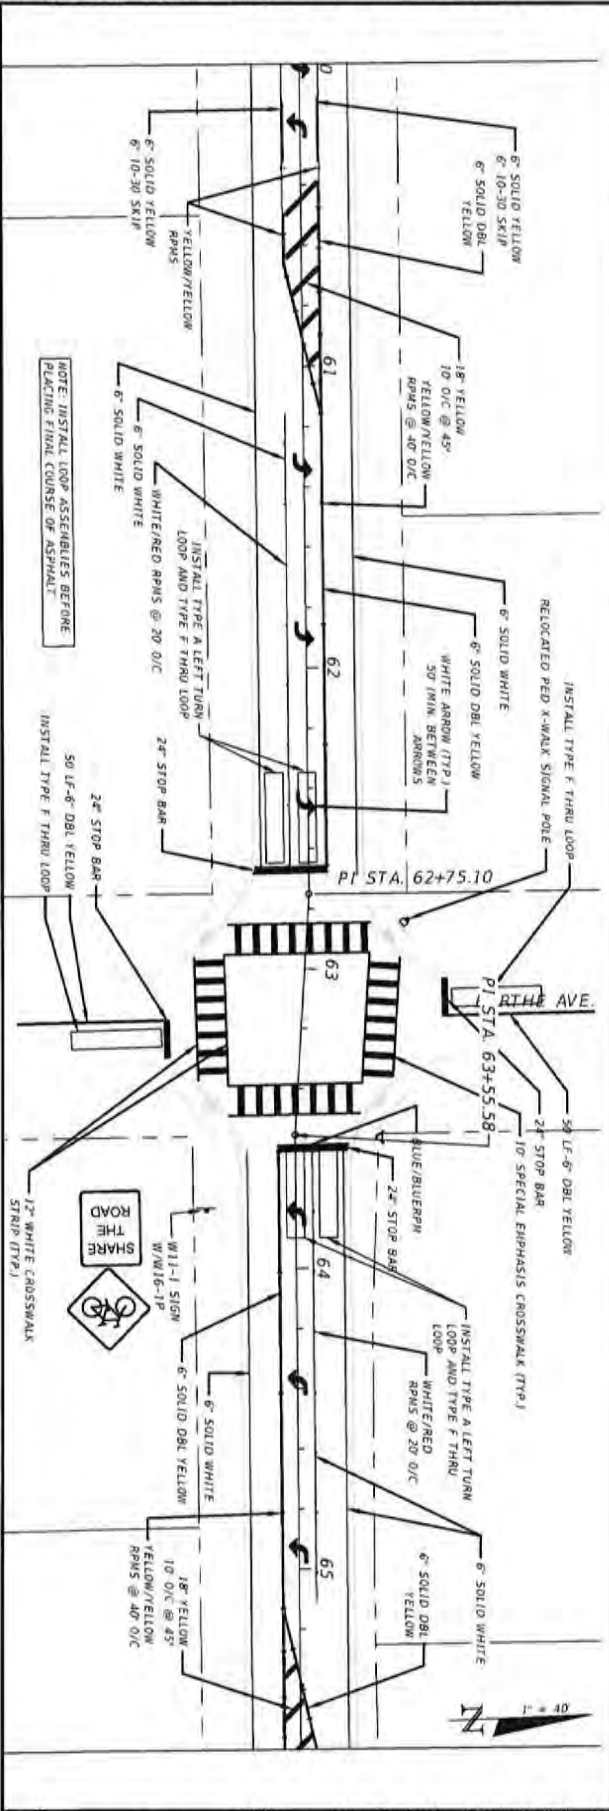 6" SOLID YELLOW
6" 10-30 SKIP
6" SOLID DBL
YELLOW
18" YELLOW
10' O/C @ 45°
YELLOW/YELLOW
RPMS @ 40' O/C
6" SOLID WHITE
6" SOLID DBL YELLOW
WHITE ARROW (TYP.)
50' (MIN. BETWEEN
ARROWS
RELOCATED PED X-WALK SIGNAL POLE
INSTALL TYPE F THRU LOOP
6" SOLID YELLOW
6" 10-30 SKIP
YELLOW/YELLOW
RPMS
61
62
63
64
65
NOTE: INSTALL LOOP ASSEMBLIES BEFORE
PLACING FINAL COURSE OF ASPHALT
6" SOLID WHITE
6" SOLID WHITE
WHITE/RED RPMS @ 20' O/C
INSTALL TYPE A LEFT TURN
LOOP AND TYPE F THRU LOOP
24" STOP BAR
PI STA. 62+75.10
24" STOP BAR
50 LF-6" DBL YELLOW
INSTALL TYPE F THRU LOOP
AVE.
PI STA. 63+55.58
50 LF-6" DBL YELLOW
24" STOP BAR
10' SPECIAL EMPHASIS CROSSWALK (TYP.)
BLUE/BLUERPM
24" STOP BAR
INSTALL TYPE A LEFT TURN
LOOP AND TYPE F THRU
LOOP
WHITE/RED
RPMS @ 20' O/C
6" SOLID WHITE
6" SOLID DBL
YELLOW
12" WHITE CROSSWALK
STRIP (TYP.)
SHARE
THE
ROAD
W11-1 SIGN
W/W16-1P
6" SOLID WHITE
6" SOLID DBL YELLOW
18" YELLOW
10' O/C @ 45°
YELLOW/YELLOW
RPMS @ 40' O/C
N
1" = 40'